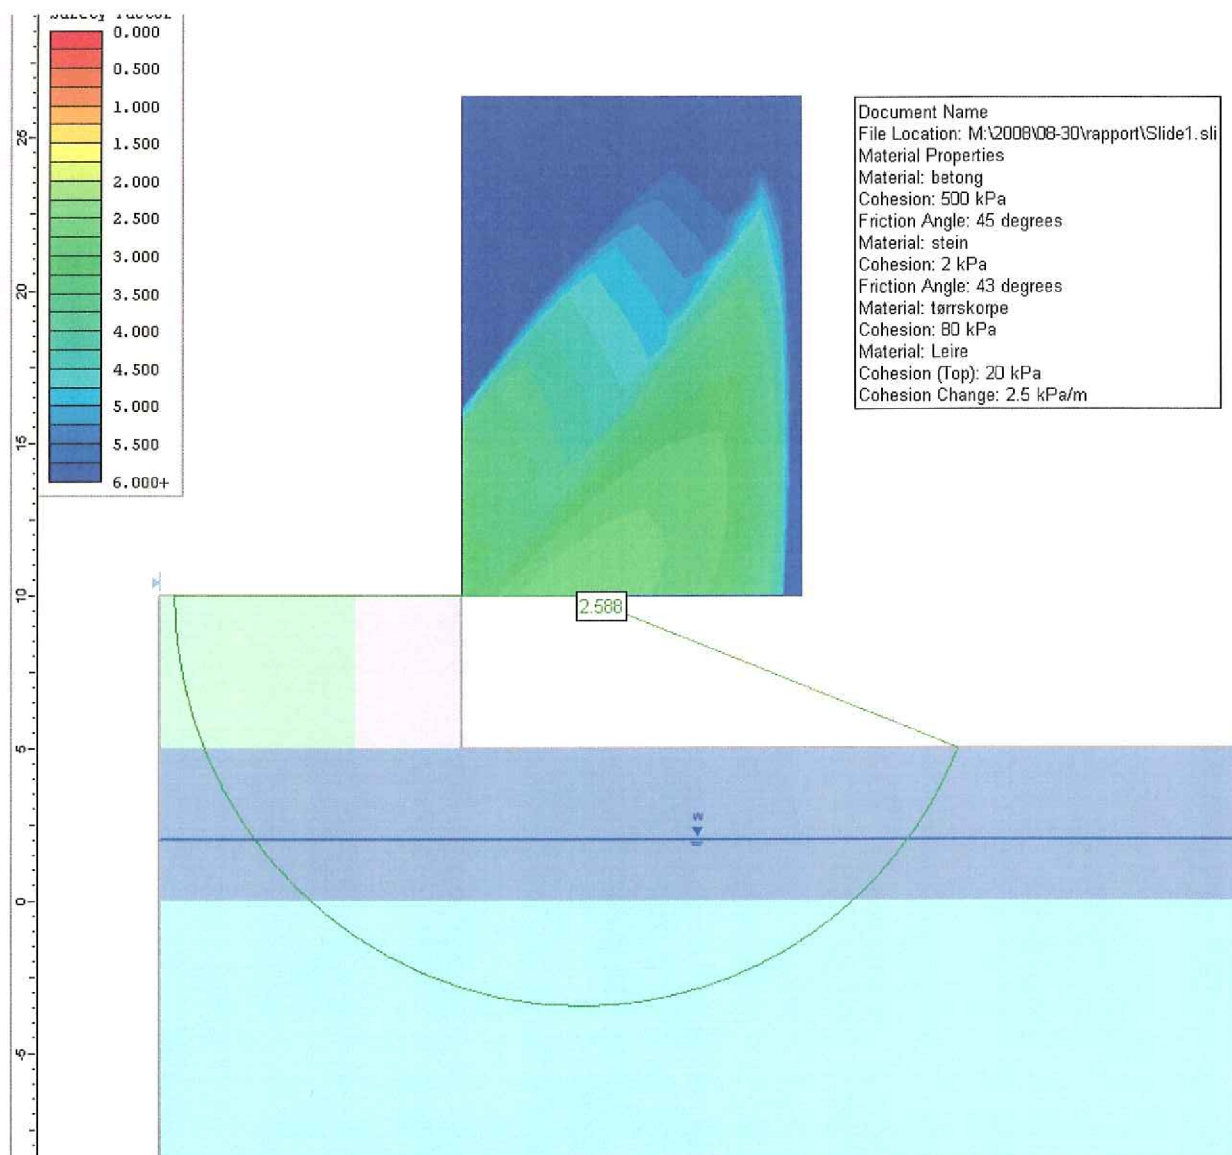 Safety Factor
0.000
0.500
1.000
1.500
2.000
2.500
3.000
3.500
4.000
4.500
5.000
5.500
6.000+
Document Name
File Location: M:\2008\08-30\rapport\Slide1.sli
Material Properties
Material: betong
Cohesion: 500 kPa
Friction Angle: 45 degrees
Material: stein
Cohesion: 2 kPa
Friction Angle: 43 degrees
Material: tørrskorpe
Cohesion: 80 kPa
Material: Leire
Cohesion (Top): 20 kPa
Cohesion Change: 2.5 kPa/m
25
20
15
10
5
0
-5
2.588
W